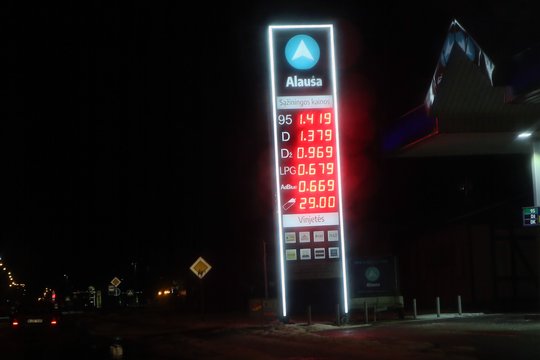 Alauša
Sąžiningos kainos
95 1.419
D 1.379
Dž 0.969
LPG 0.679
AdBlue 0.669
29.00
Vinjetės